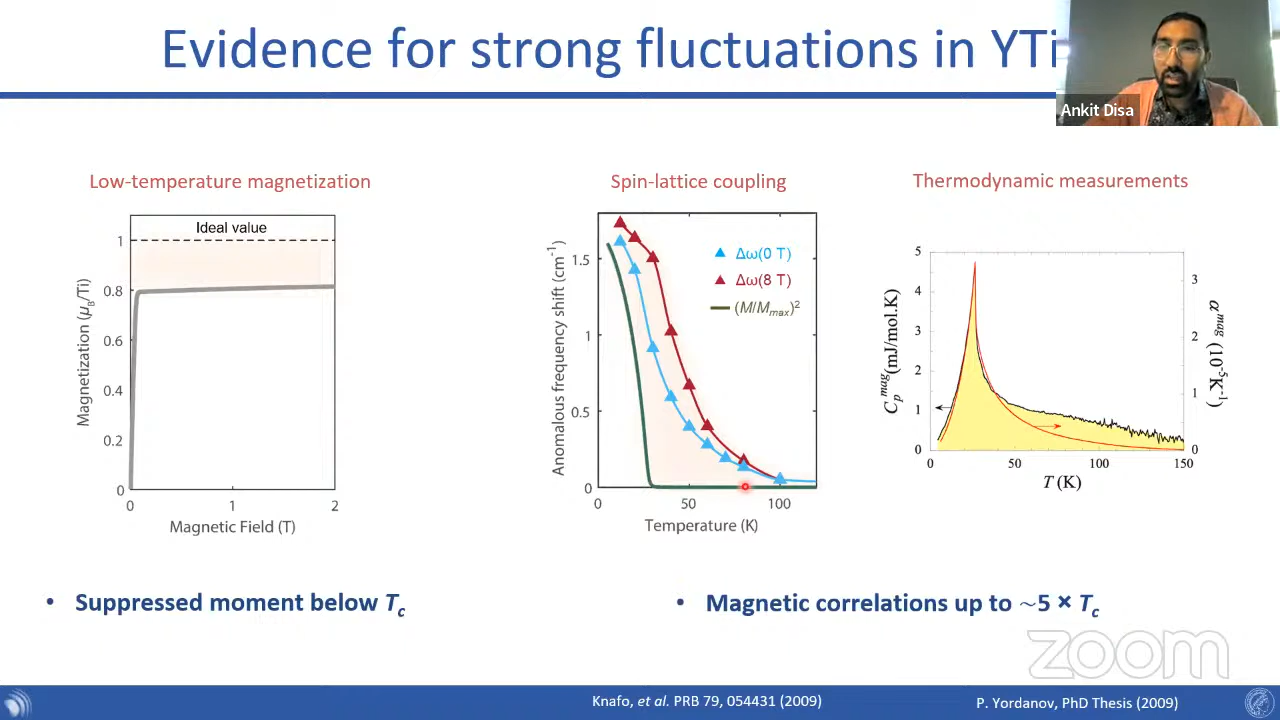 Evidence for strong fluctuations in YTi
Ankit Disa
Low-temperature magnetization
Ideal value
1
0.8
0.6
0.4
0.2
0
Magnetization (μB/Ti)
0 1 2
Magnetic Field (T)
Spin-lattice coupling
Δω(0 T)
Δω(8 T)
(M/Mmax)²
1.5
1
0.5
0
Anomalous frequency shift (cm⁻¹)
0 50 100
Temperature (K)
Thermodynamic measurements
5
4
3
2
1
0
Cp mag (mJ/mol.K)
3
2
1
0
α mag (10⁻⁵K⁻¹)
0 50 100 150
T (K)
• Suppressed moment below Tc
• Magnetic correlations up to ~5 × Tc
zoom
Knafo, et al. PRB 79, 054431 (2009)
P. Yordanov, PhD Thesis (2009)